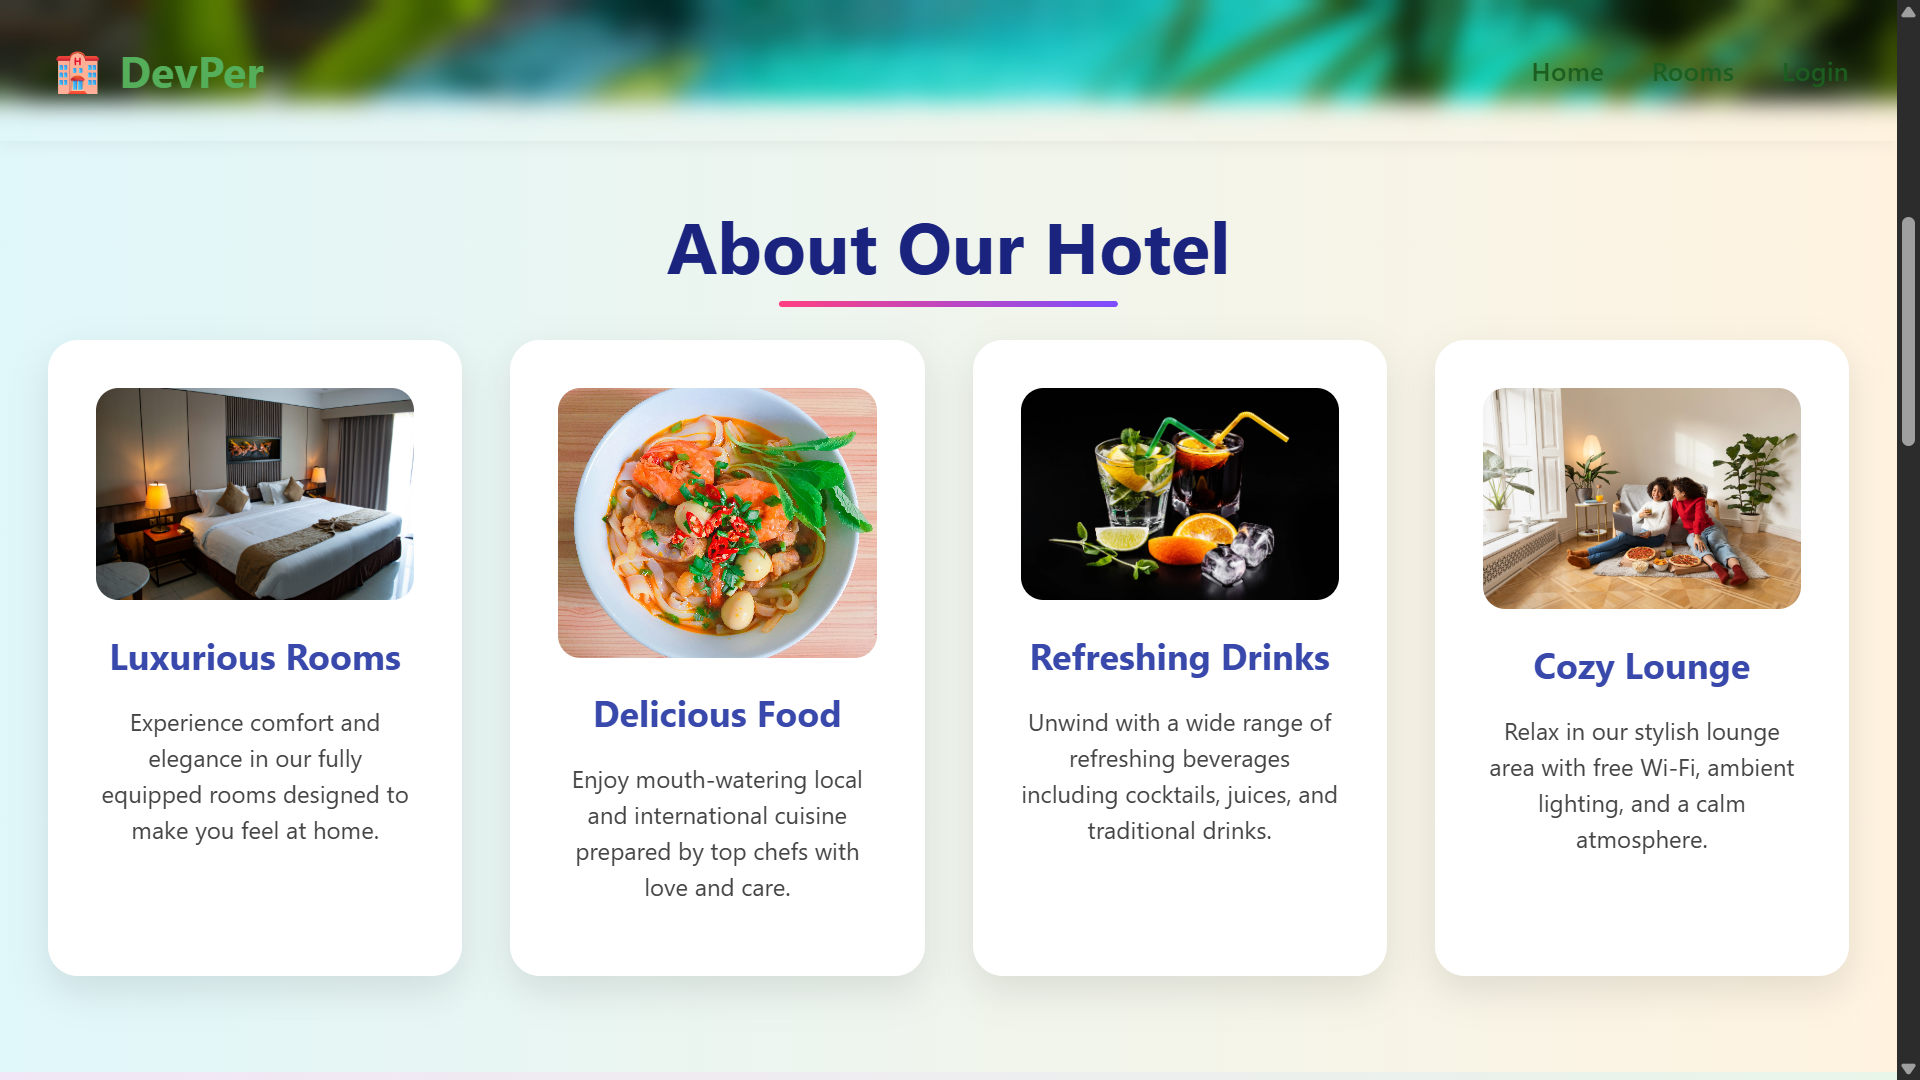 DevPer
Home Rooms Login
About Our Hotel
Luxurious Rooms
Experience comfort and
elegance in our fully
equipped rooms designed to
make you feel at home.
Delicious Food
Enjoy mouth-watering local
and international cuisine
prepared by top chefs with
love and care.
Refreshing Drinks
Unwind with a wide range of
refreshing beverages
including cocktails, juices, and
traditional drinks.
Cozy Lounge
Relax in our stylish lounge
area with free Wi-Fi, ambient
lighting, and a calm
atmosphere.